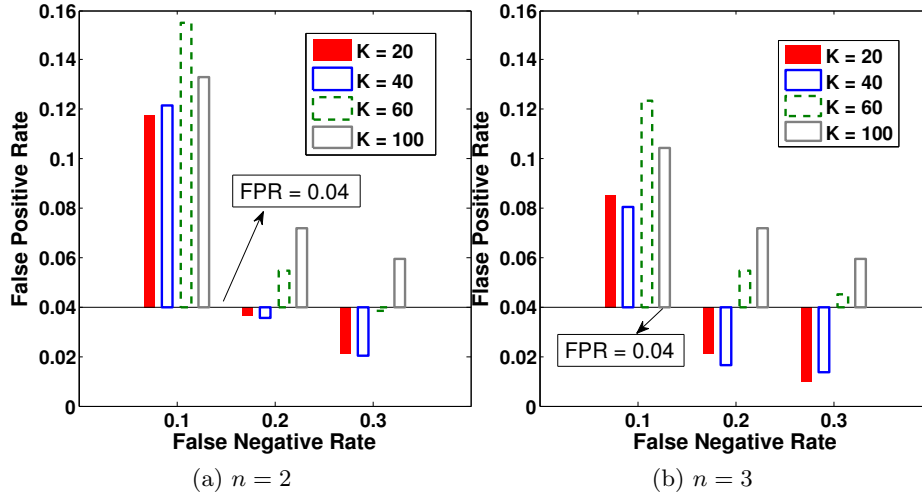 0.16
0.14
0.12
0.1
0.08
0.06
0.04
0.02
0
False Positive Rate
K = 20
K = 40
K = 60
K = 100
FPR = 0.04
0.1 0.2 0.3
False Negative Rate
(a) n = 2
0.16
0.14
0.12
0.1
0.08
0.06
0.04
0.02
0
Flase Positive Rate
K = 20
K = 40
K = 60
K = 100
FPR = 0.04
0.1 0.2 0.3
False Negative Rate
(b) n = 3